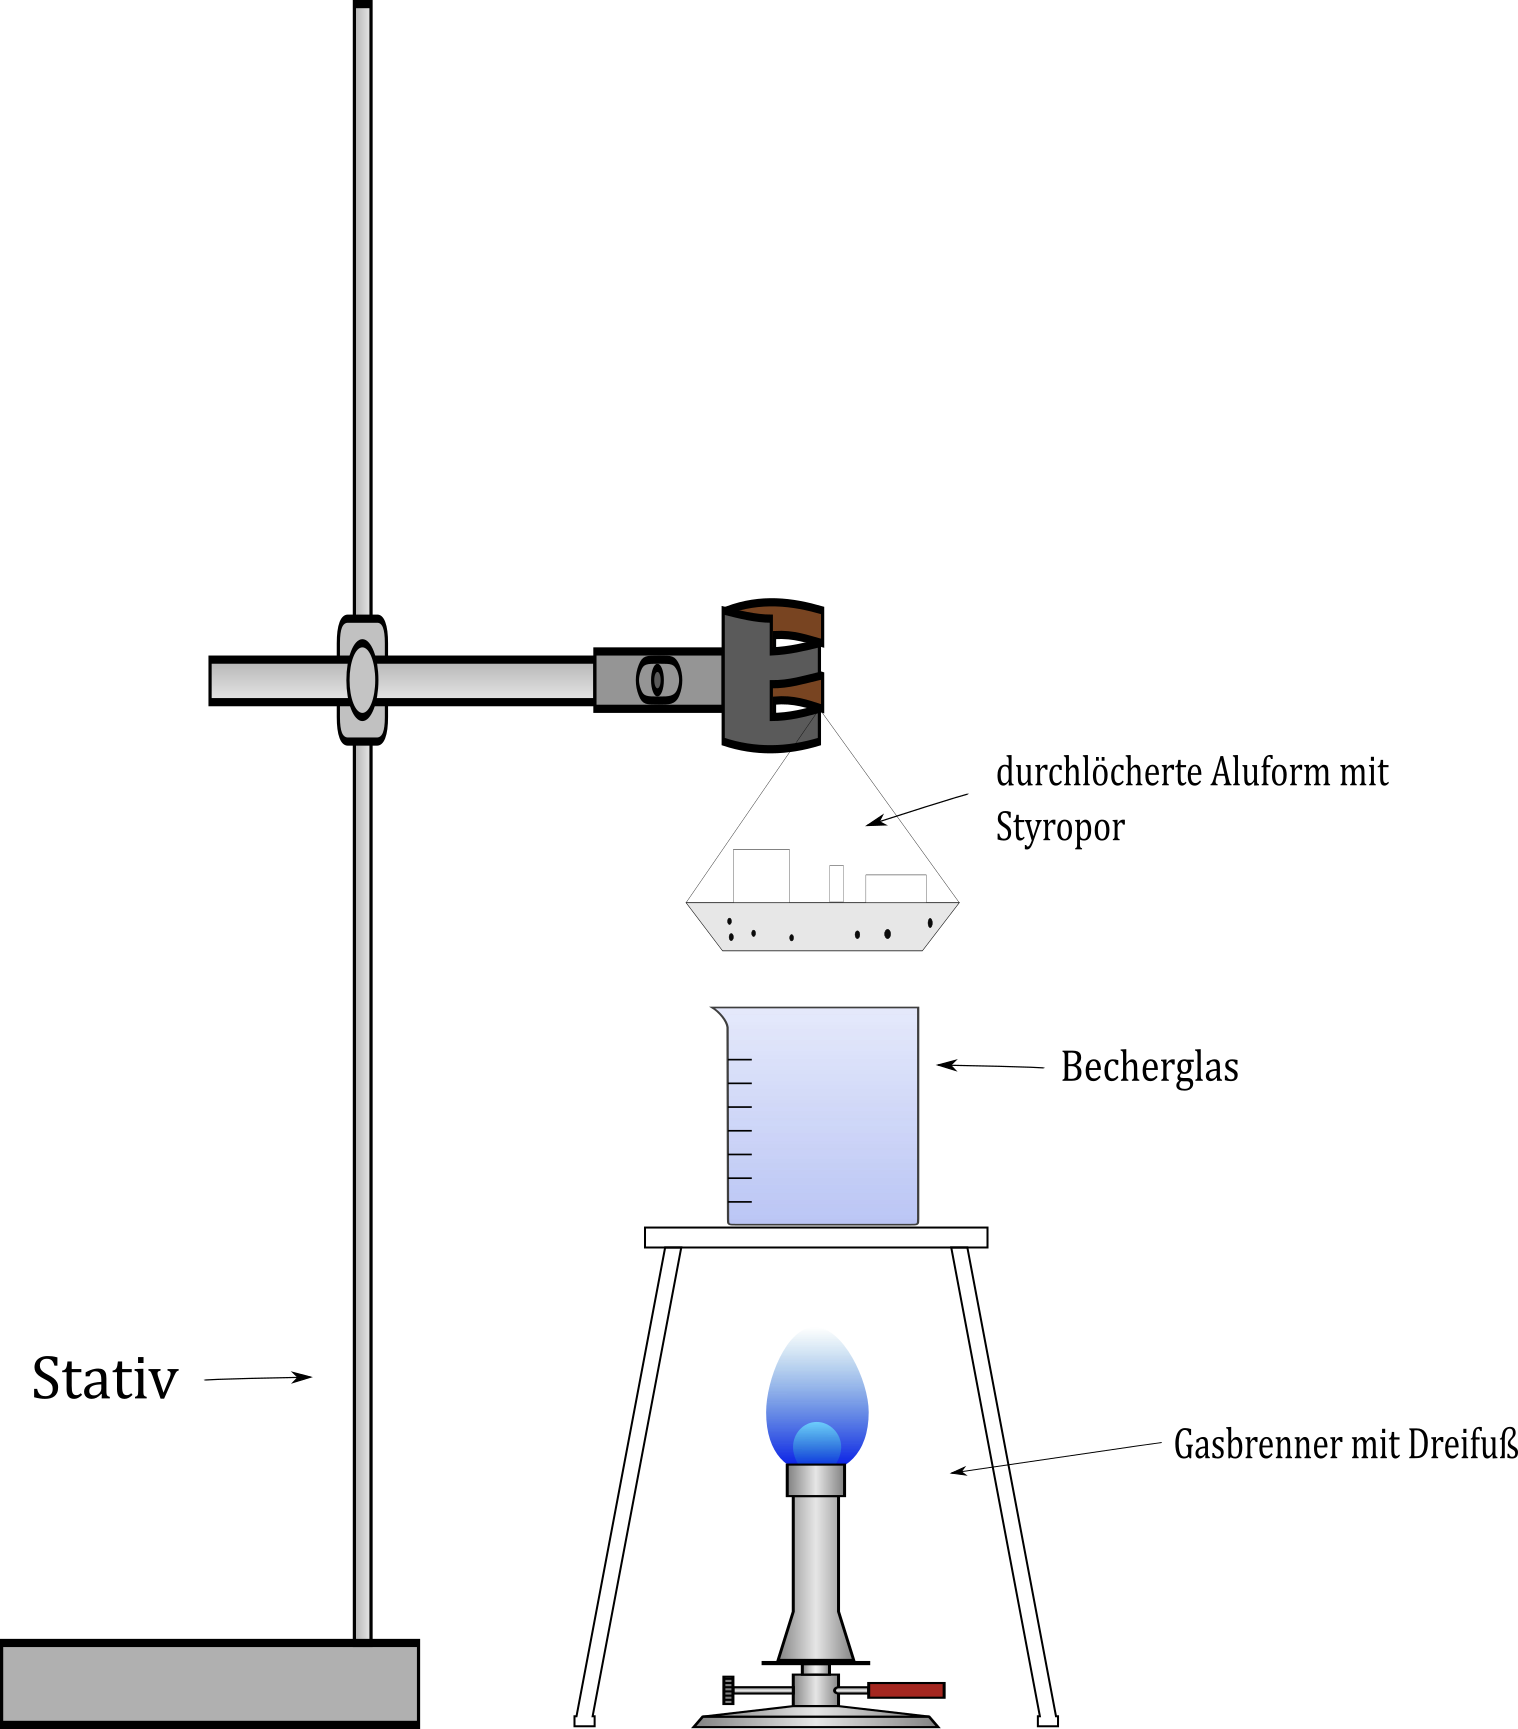 durchlöcherte Aluform mit
Styropor
Becherglas
Stativ
Gasbrenner mit Dreifuß